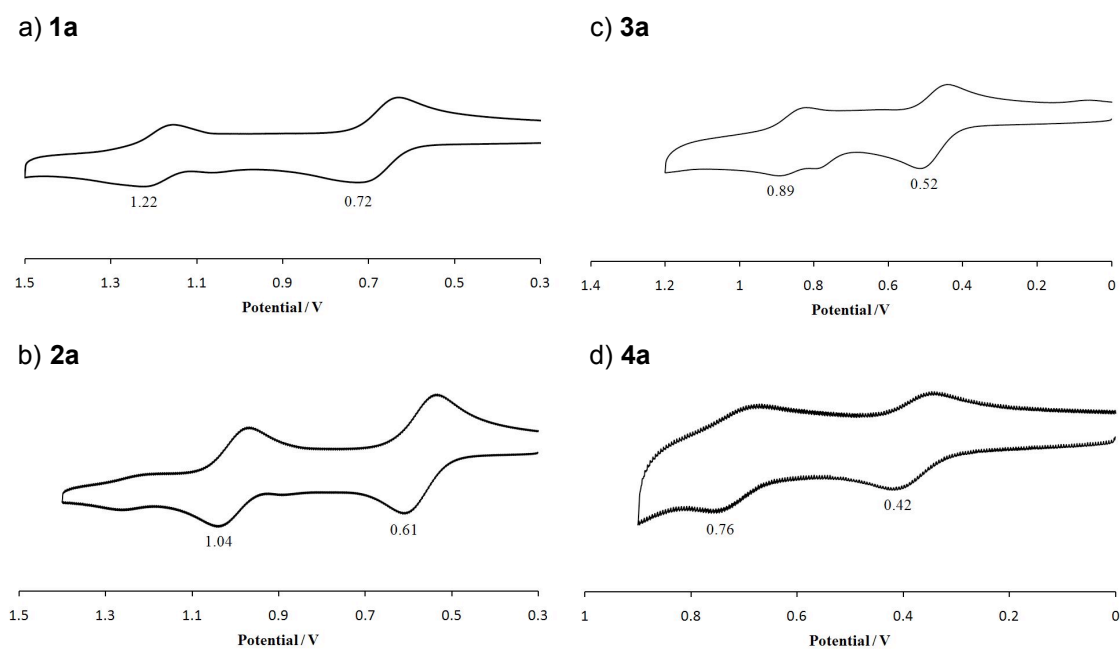 a) 1a
1.22
0.72
1.5 1.3 1.1 0.9 0.7 0.5 0.3
Potential / V
b) 2a
1.04
0.61
1.5 1.3 1.1 0.9 0.7 0.5 0.3
Potential / V
c) 3a
0.89
0.52
1.4 1.2 1 0.8 0.6 0.4 0.2 0
Potential / V
d) 4a
0.76
0.42
1 0.8 0.6 0.4 0.2 0
Potential / V